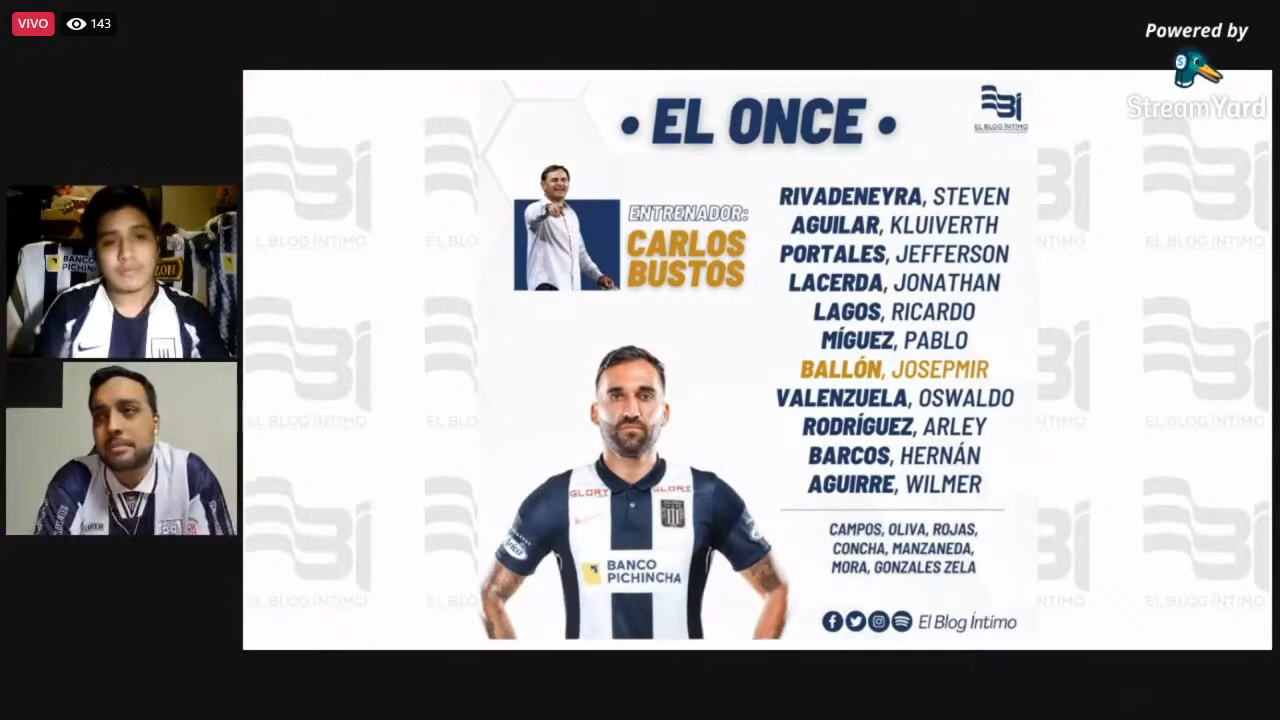 VIVO
143
Powered by
StreamYard
• EL ONCE •
EL BLOG ÍNTIMO
ENTRENADOR:
CARLOS
BUSTOS
RIVADENEYRA, STEVEN
AGUILAR, KLUIVERTH
PORTALES, JEFFERSON
LACERDA, JONATHAN
LAGOS, RICARDO
MÍGUEZ, PABLO
BALLÓN, JOSEPMIR
VALENZUELA, OSWALDO
RODRÍGUEZ, ARLEY
BARCOS, HERNÁN
AGUIRRE, WILMER
CAMPOS, OLIVA, ROJAS,
CONCHA, MANZANEDA,
MORA, GONZALES ZELA
El Blog Íntimo
GLORY
GLORY
BANCO
PICHINCHA
BANCO